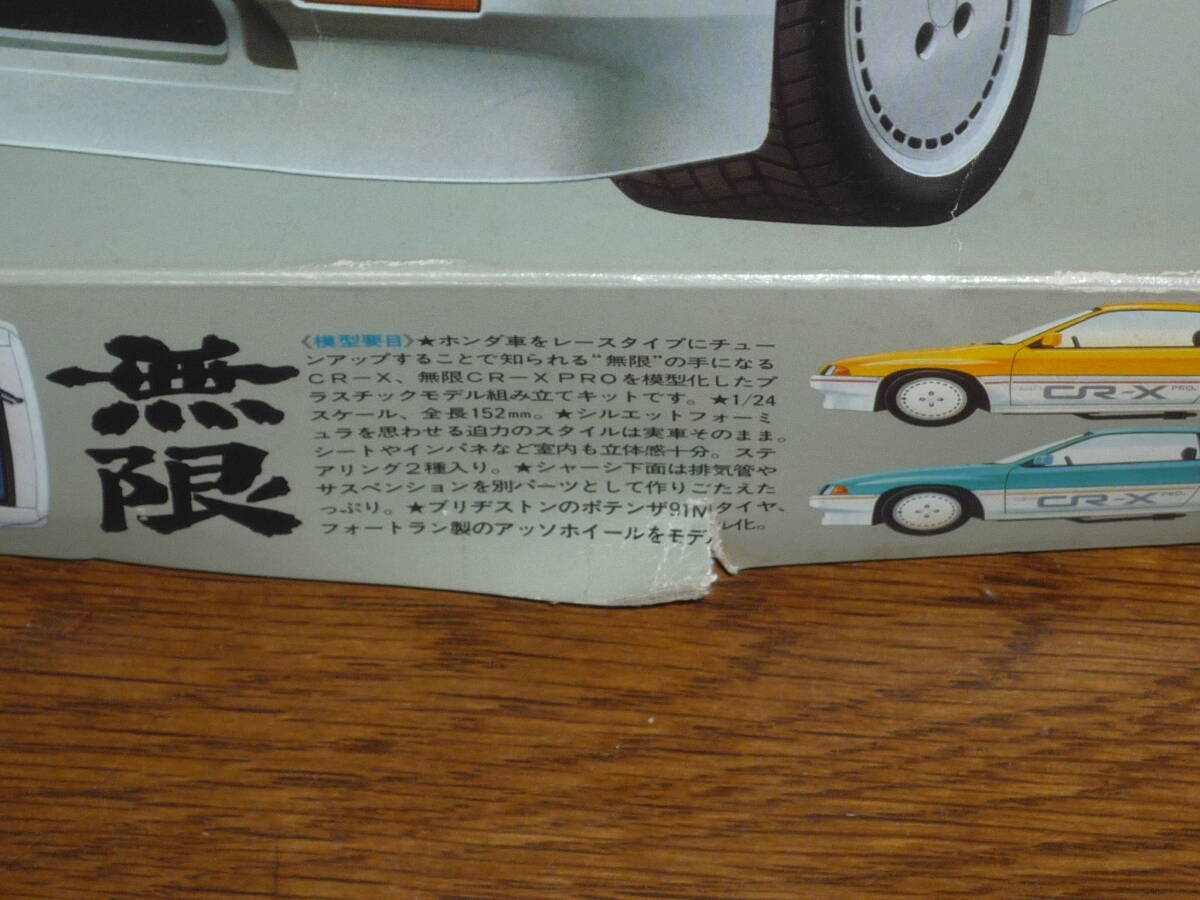 無限
《模型要目》★ホンダ車をレースタイプにチュー
ンアップすることで知られる“無限”の手になる
CR−X、無限CR−X PROを模型化したプ
ラスチックモデル組み立てキットです。★1/24
スケール、全長152mm。★シルエットフォーミ
ュラを思わせる迫力のスタイルは実車そのまま。
シートやインパネなど室内も立体感十分。ステ
アリング2種入り。★シャーシ下面は排気管や
サスペンションを別パーツとして作りごたえた
っぷり。★ブリヂストンのポテンザ91Mタイヤ、
フォートラン製のアッソホイールをモデル化。
CR-X PRO.
CR-X PRO.